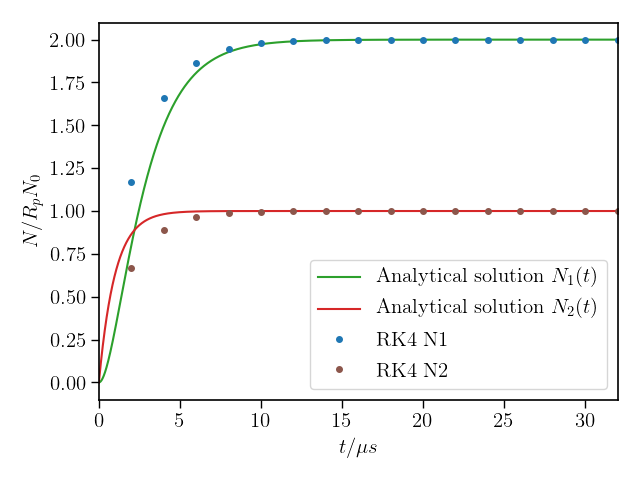 2.00
1.75
1.50
1.25
1.00
0.75
0.50
0.25
0.00
N/R_pN_0
Analytical solution N_1(t)
Analytical solution N_2(t)
RK4 N1
RK4 N2
0 5 10 15 20 25 30
t/μs